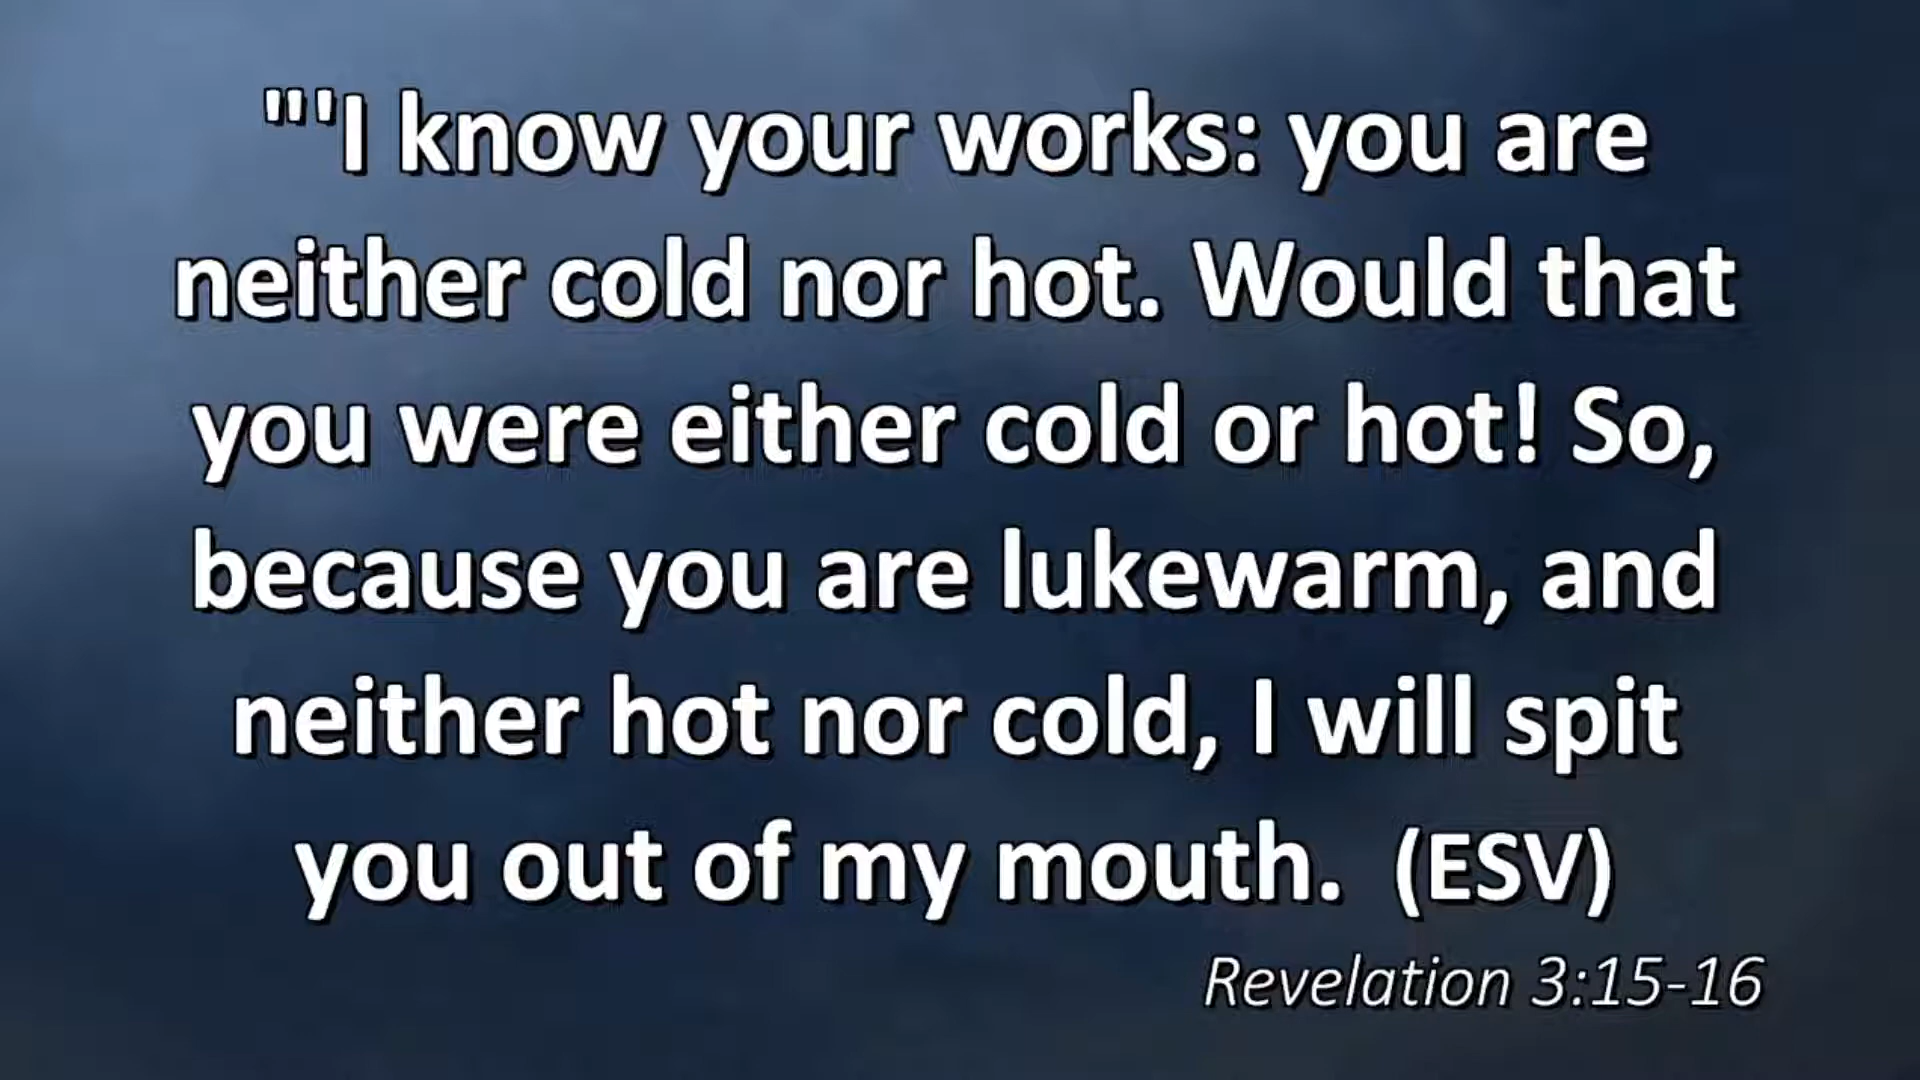 "'I know your works: you are
neither cold nor hot. Would that
you were either cold or hot! So,
because you are lukewarm, and
neither hot nor cold, I will spit
you out of my mouth.  (ESV)
Revelation 3:15-16